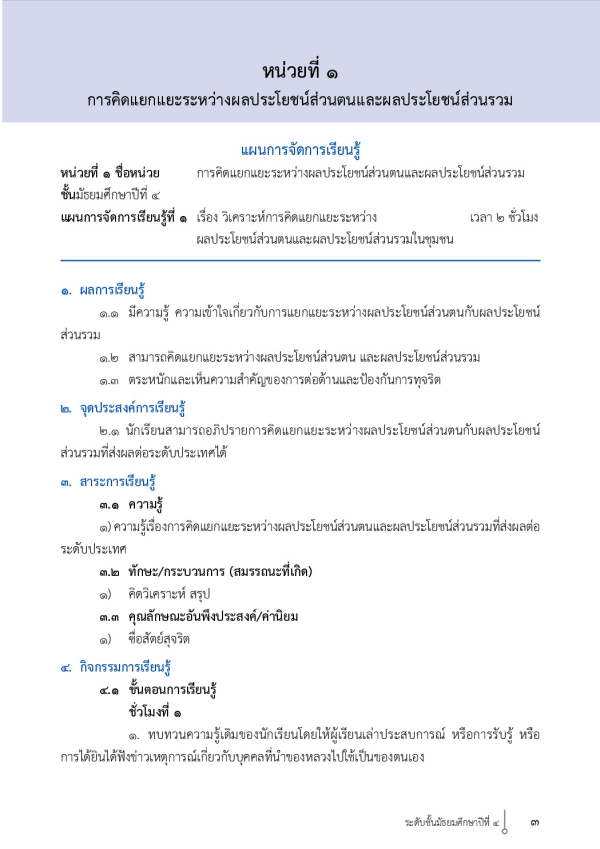 หน่วยที่ ๑
การคิดแยกแยะระหว่างผลประโยชน์ส่วนตนและผลประโยชน์ส่วนรวม
แผนการจัดการเรียนรู้
หน่วยที่ ๑ ชื่อหน่วย การคิดแยกแยะระหว่างผลประโยชน์ส่วนตนและผลประโยชน์ส่วนรวม
ชั้นมัธยมศึกษาปีที่ ๔
แผนการจัดการเรียนรู้ที่ ๑ เรื่อง วิเคราะห์การคิดแยกแยะระหว่าง เวลา ๒ ชั่วโมง
ผลประโยชน์ส่วนตนและผลประโยชน์ส่วนรวมในชุมชน
๑. ผลการเรียนรู้
๑.๑ มีความรู้ ความเข้าใจเกี่ยวกับการแยกแยะระหว่างผลประโยชน์ส่วนตนกับผลประโยชน์
ส่วนรวม
๑.๒ สามารถคิดแยกแยะระหว่างผลประโยชน์ส่วนตน และผลประโยชน์ส่วนรวม
๑.๓ ตระหนักและเห็นความสำคัญของการต่อต้านและป้องกันการทุจริต
๒. จุดประสงค์การเรียนรู้
๒.๑ นักเรียนสามารถอภิปรายการคิดแยกแยะระหว่างผลประโยชน์ส่วนตนกับผลประโยชน์
ส่วนรวมที่ส่งผลต่อระดับประเทศได้
๓. สาระการเรียนรู้
๓.๑ ความรู้
๑) ความรู้เรื่องการคิดแยกแยะระหว่างผลประโยชน์ส่วนตนและผลประโยชน์ส่วนรวมที่ส่งผลต่อ
ระดับประเทศ
๓.๒ ทักษะ/กระบวนการ (สมรรถนะที่เกิด)
๑) คิดวิเคราะห์ สรุป
๓.๓ คุณลักษณะอันพึงประสงค์/ค่านิยม
๑) ซื่อสัตย์สุจริต
๔. กิจกรรมการเรียนรู้
๔.๑ ขั้นตอนการเรียนรู้
ชั่วโมงที่ ๑
๑. ทบทวนความรู้เดิมของนักเรียนโดยให้ผู้เรียนเล่าประสบการณ์ หรือการรับรู้ หรือ
การได้ยินได้ฟังข่าวเหตุการณ์เกี่ยวกับบุคคลที่นำของหลวงไปใช้เป็นของตนเอง
ระดับชั้นมัธยมศึกษาปีที่ ๔ ๓